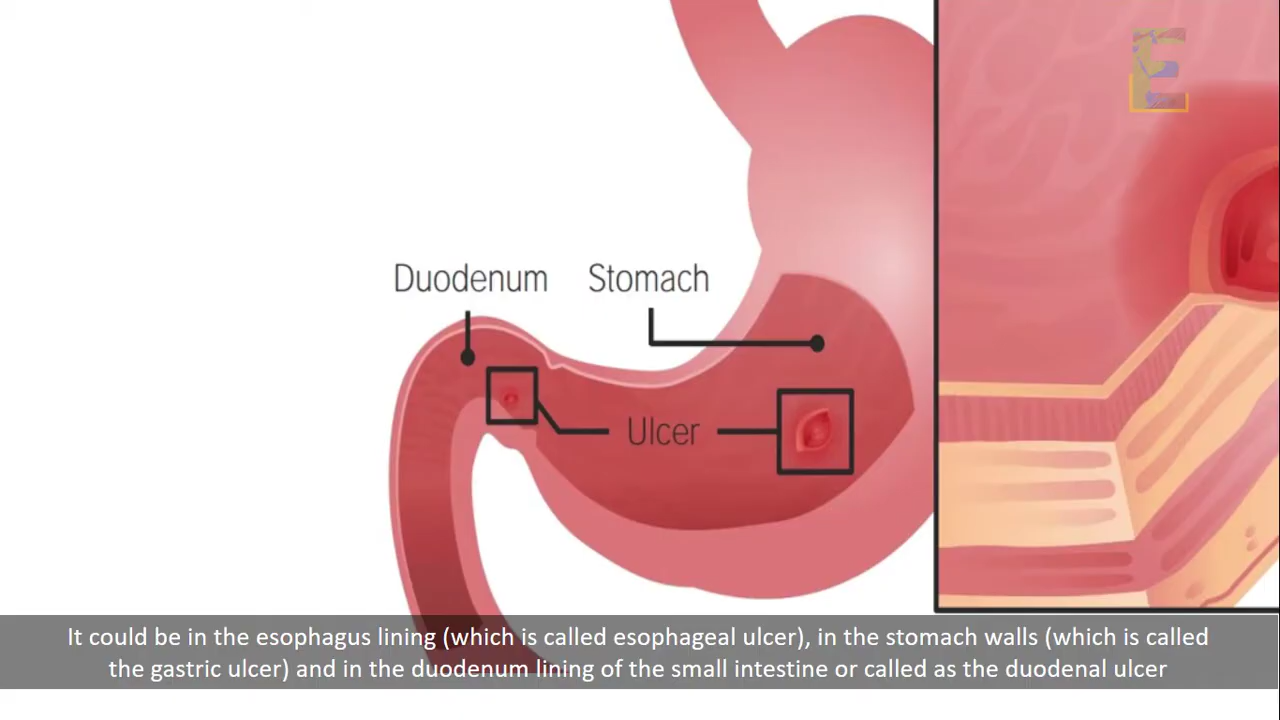 E
Duodenum Stomach
Ulcer
It could be in the esophagus lining (which is called esophageal ulcer), in the stomach walls (which is called
the gastric ulcer) and in the duodenum lining of the small intestine or called as the duodenal ulcer